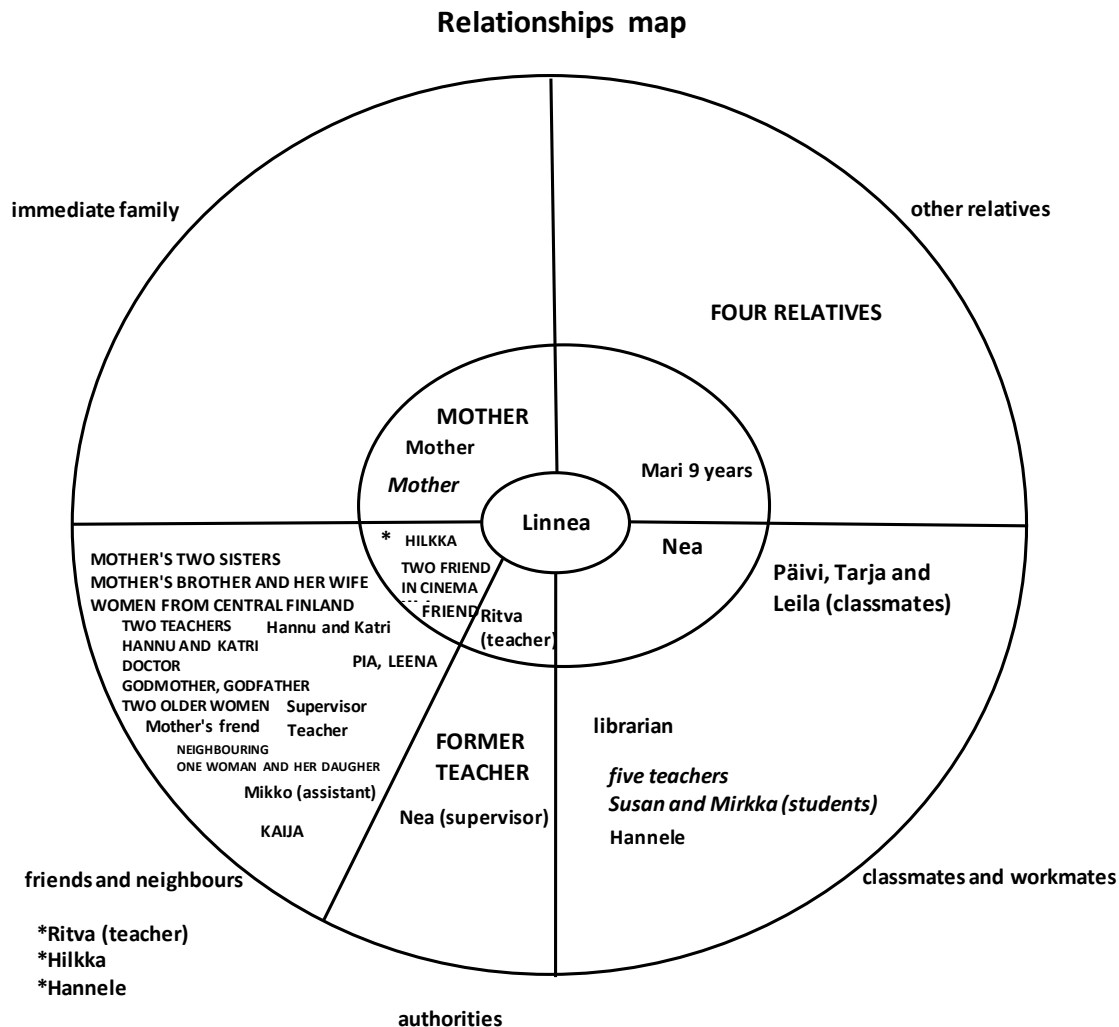 Relationships map
immediate family
other relatives
FOUR RELATIVES
MOTHER
Mother
Mother
Mari 9 years
Linnea
* HILKKA
TWO FRIEND
IN CINEMA
FRIEND
Ritva
(teacher)
Nea
Päivi, Tarja and
Leila (classmates)
MOTHER'S TWO SISTERS
MOTHER'S BROTHER AND HER WIFE
WOMEN FROM CENTRAL FINLAND
TWO TEACHERS
Hannu and Katri
HANNU AND KATRI
DOCTOR
PIA, LEENA
GODMOTHER, GODFATHER
TWO OLDER WOMEN
Supervisor
Mother's frend
Teacher
NEIGHBOURING
ONE WOMAN AND HER DAUGHER
Mikko (assistant)
KAIJA
FORMER
TEACHER
Nea (supervisor)
librarian
five teachers
Susan and Mirkka (students)
Hannele
friends and neighbours
classmates and workmates
*Ritva (teacher)
*Hilkka
*Hannele
authorities